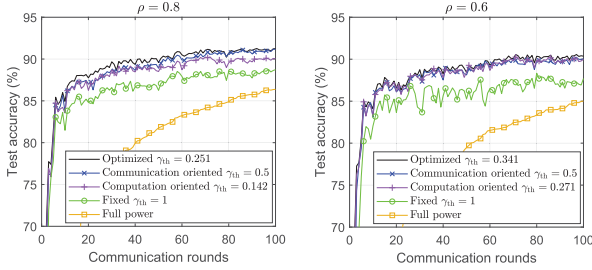 ρ = 0.8
95
90
85
80
75
70
Test accuracy (%)
Optimized γth = 0.251
Communication oriented γth = 0.5
Computation oriented γth = 0.142
Fixed γth = 1
Full power
0 20 40 60 80 100
Communication rounds
ρ = 0.6
95
90
85
80
75
70
Test accuracy (%)
Optimized γth = 0.341
Communication oriented γth = 0.5
Computation oriented γth = 0.271
Fixed γth = 1
Full power
0 20 40 60 80 100
Communication rounds